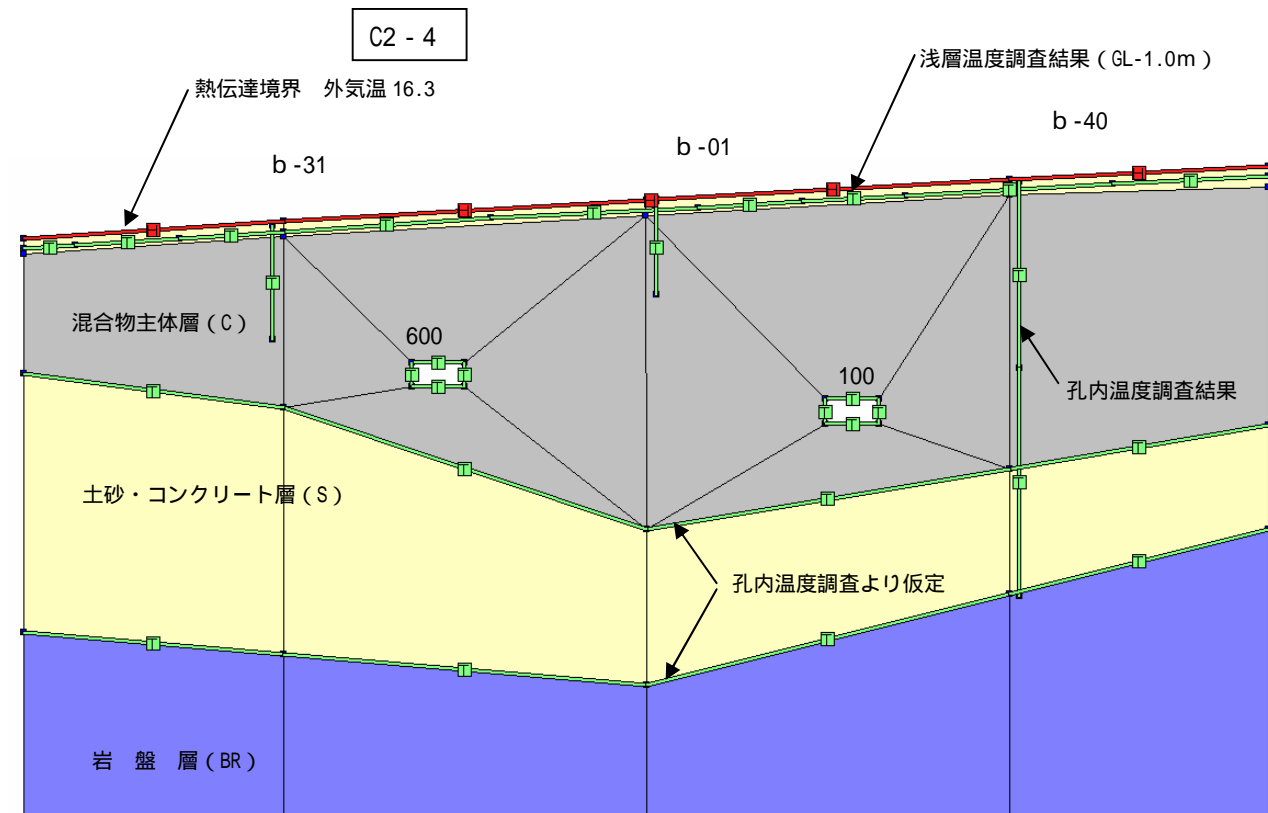 C2 - 4
浅層温度調査結果（GL-1.0m）
熱伝達境界　外気温 16.3
b -40
b -01
b -31
混合物主体層（C）
600
100
孔内温度調査結果
土砂・コンクリート層（S）
孔内温度調査より仮定
岩　盤　層（BR）